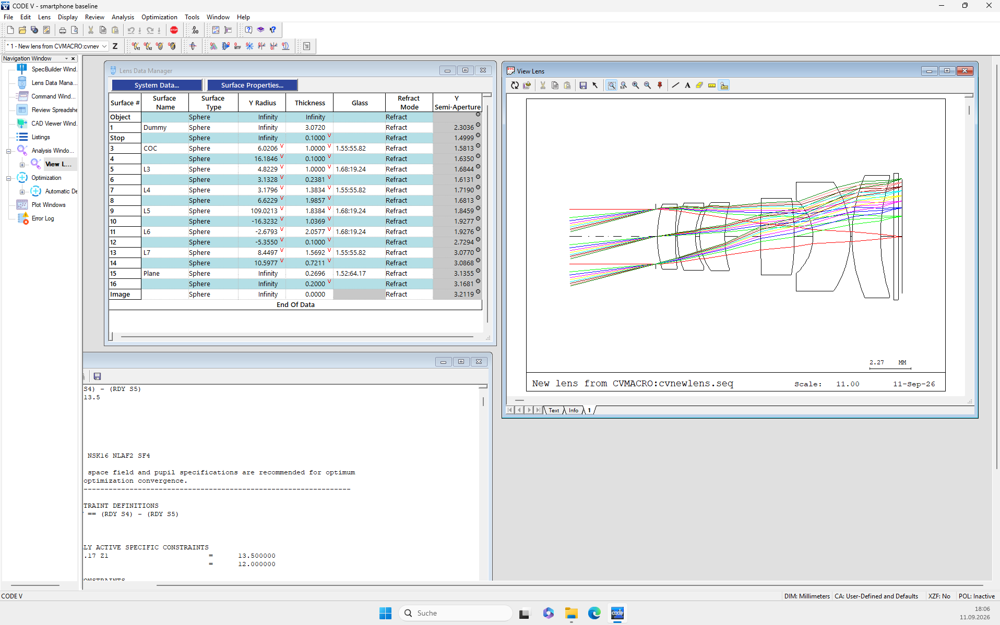 CODE V - smartphone baseline
File Edit Lens Display Review Analysis Optimization Tools Window Help
* 1 - New lens from CVMACRO:cvnew
Navigation Window
SpecBuilder Wind.
Lens Data Mana...
Command Wind...
Review Spreadshe
CAD Viewer Wind.
Listings
Analysis Windo...
View L...
Optimization
Automatic De
Plot Windows
Error Log
Lens Data Manager
System Data... Surface Properties...
Surface # Surface Name Surface Type Y Radius Thickness Glass Refract Mode Y Semi-Aperture
Object Sphere Infinity Infinity Refract
1 Dummy Sphere Infinity 3.0720 Refract 2.3036
Stop Sphere Infinity 0.1000 V Refract 1.4999
3 COC Sphere 6.0206 V 1.0000 V 1.55:55.82 Refract 1.5813
4 Sphere 16.1846 V 0.1000 V Refract 1.6350
5 L3 Sphere 4.8229 V 1.0000 V 1.68:19.24 Refract 1.6844
6 Sphere 3.1328 V 0.2381 V Refract 1.6131
7 L4 Sphere 3.1796 V 1.3834 V 1.55:55.82 Refract 1.7190
8 Sphere 6.6229 V 1.9857 V Refract 1.6813
9 L5 Sphere 109.0213 V 1.8384 V 1.68:19.24 Refract 1.8459
10 Sphere -16.3232 V 1.0369 V Refract 1.9277
11 L6 Sphere -2.6793 V 2.0577 V 1.68:19.24 Refract 1.9276
12 Sphere -5.3550 V 0.1000 V Refract 2.7294
13 L7 Sphere 8.4497 V 1.5692 V 1.55:55.82 Refract 3.0770
14 Sphere 10.5977 V 0.7211 V Refract 3.0868
15 Plane Sphere Infinity 0.2696 1.52:64.17 Refract 3.1355
16 Sphere Infinity 0.2000 V Refract 3.1681
Image Sphere Infinity 0.0000 Refract 3.2119
End Of Data
S4) - (RDY S5)
13.5
NSK16 NLAF2 SF4
space field and pupil specifications are recommended for optimum
optimization convergence.
----------------------------------------------------------------
TRAINT DEFINITIONS
== (RDY S4) - (RDY S5)
LY ACTIVE SPECIFIC CONSTRAINTS
.17 Z1 = 13.500000
= 12.000000
ONSTRAINTS
View Lens
2.27 MM
New lens from CVMACRO:cvnewlens.seq Scale: 11.00 11-Sep-26
Text Info 1
CODE V
DIM: Millimeters CA: User-Defined and Defaults XZF: No POL: Inactive
Suche
18:06
11.09.2026